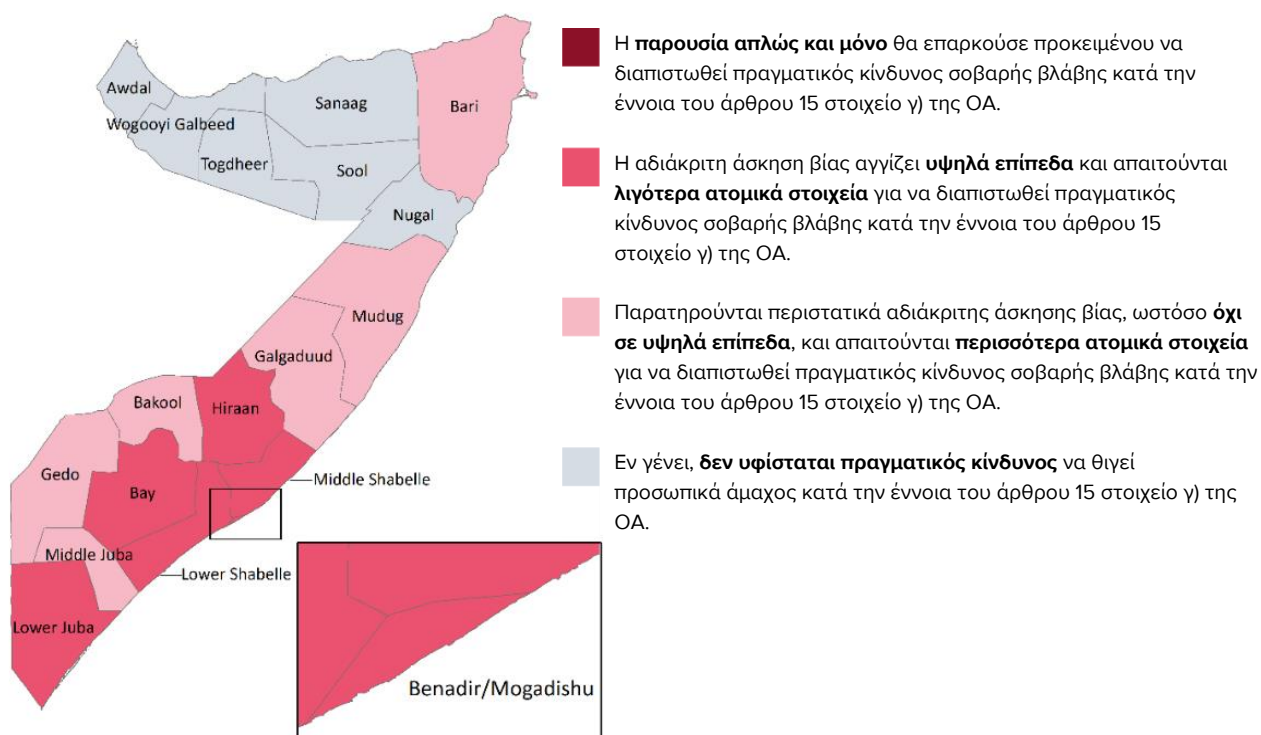 Awdal
Wogooyi Galbeed
Togdheer
Sanaag
Sool
Bari
Nugal
Mudug
Galgaduud
Hiraan
Bakool
Gedo
Bay
Middle Shabelle
Middle Juba
Lower Shabelle
Lower Juba
Benadir/Mogadishu
Η παρουσία απλώς και μόνο θα επαρκούσε προκειμένου να
διαπιστωθεί πραγματικός κίνδυνος σοβαρής βλάβης κατά την
έννοια του άρθρου 15 στοιχείο γ) της ΟΑ.
Η αδιάκριτη άσκηση βίας αγγίζει υψηλά επίπεδα και απαιτούνται
λιγότερα ατομικά στοιχεία για να διαπιστωθεί πραγματικός
κίνδυνος σοβαρής βλάβης κατά την έννοια του άρθρου 15
στοιχείο γ) της ΟΑ.
Παρατηρούνται περιστατικά αδιάκριτης άσκησης βίας, ωστόσο όχι
σε υψηλά επίπεδα, και απαιτούνται περισσότερα ατομικά στοιχεία
για να διαπιστωθεί πραγματικός κίνδυνος σοβαρής βλάβης κατά την
έννοια του άρθρου 15 στοιχείο γ) της ΟΑ.
Εν γένει, δεν υφίσταται πραγματικός κίνδυνος να θιγεί
προσωπικά άμαχος κατά την έννοια του άρθρου 15 στοιχείο γ) της
ΟΑ.